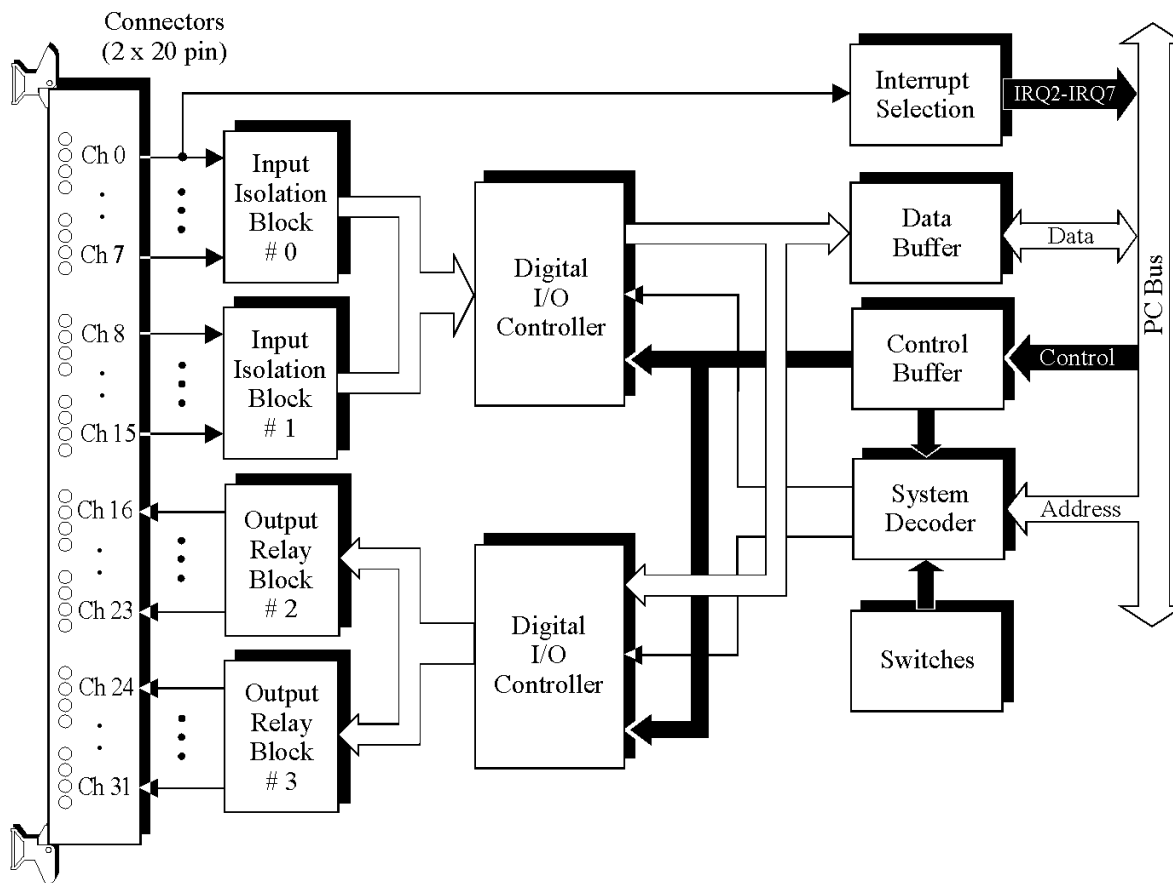 Connectors
(2 x 20 pin)
Ch 0
Ch 7
Ch 8
Ch 15
Ch 16
Ch 23
Ch 24
Ch 31
Input
Isolation
Block
# 0
Input
Isolation
Block
# 1
Output
Relay
Block
# 2
Output
Relay
Block
# 3
Digital
I/O
Controller
Digital
I/O
Controller
Interrupt
Selection
IRQ2-IRQ7
Data
Buffer
Data
Control
Buffer
Control
System
Decoder
Address
Switches
PC Bus